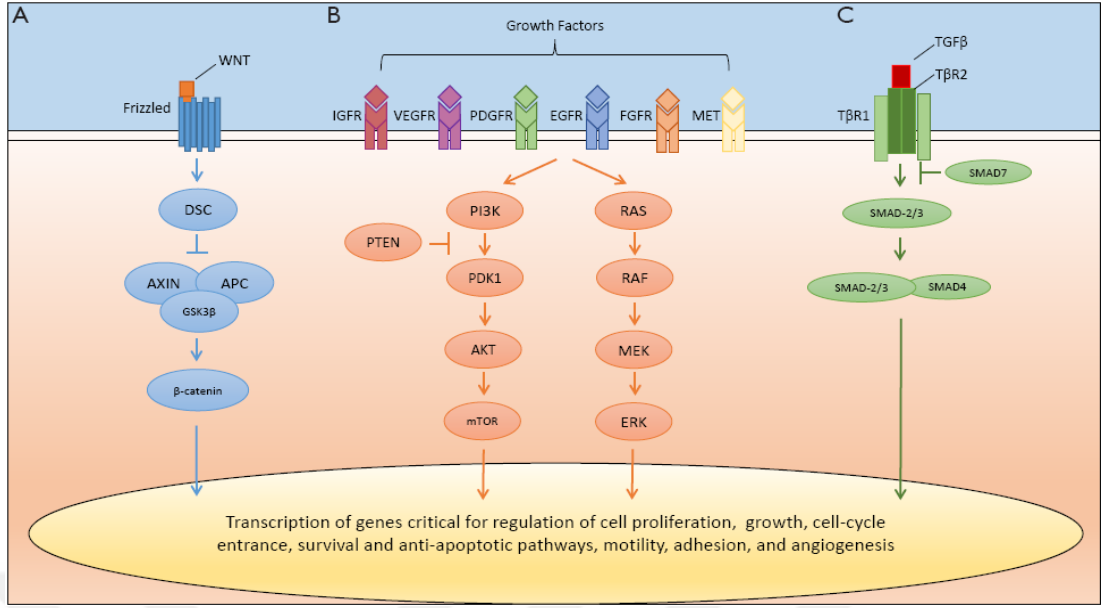 A
B
C
Growth Factors
WNT
Frizzled
IGFR
VEGFR
PDGFR
EGFR
FGFR
MET
TGFβ
TβR2
TβR1
SMAD7
DSC
AXIN
APC
GSK3β
β-catenin
PI3K
PTEN
PDK1
AKT
mTOR
RAS
RAF
MEK
ERK
SMAD-2/3
SMAD-2/3
SMAD4
Transcription of genes critical for regulation of cell proliferation, growth, cell-cycle
entrance, survival and anti-apoptotic pathways, motility, adhesion, and angiogenesis